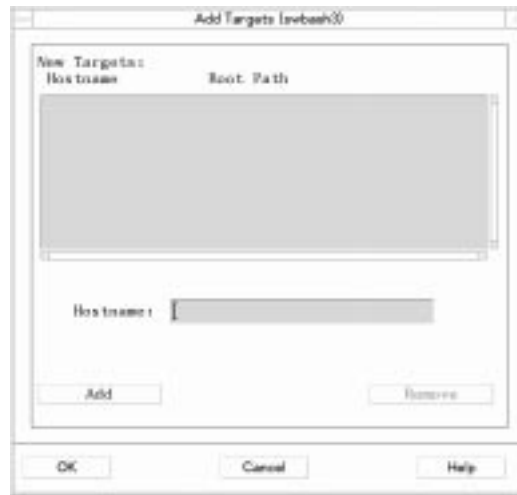 Add Targets (swbash3)
New Targets:
Hostname Root Path
Hostname:
Add Remove
OK Cancel Help